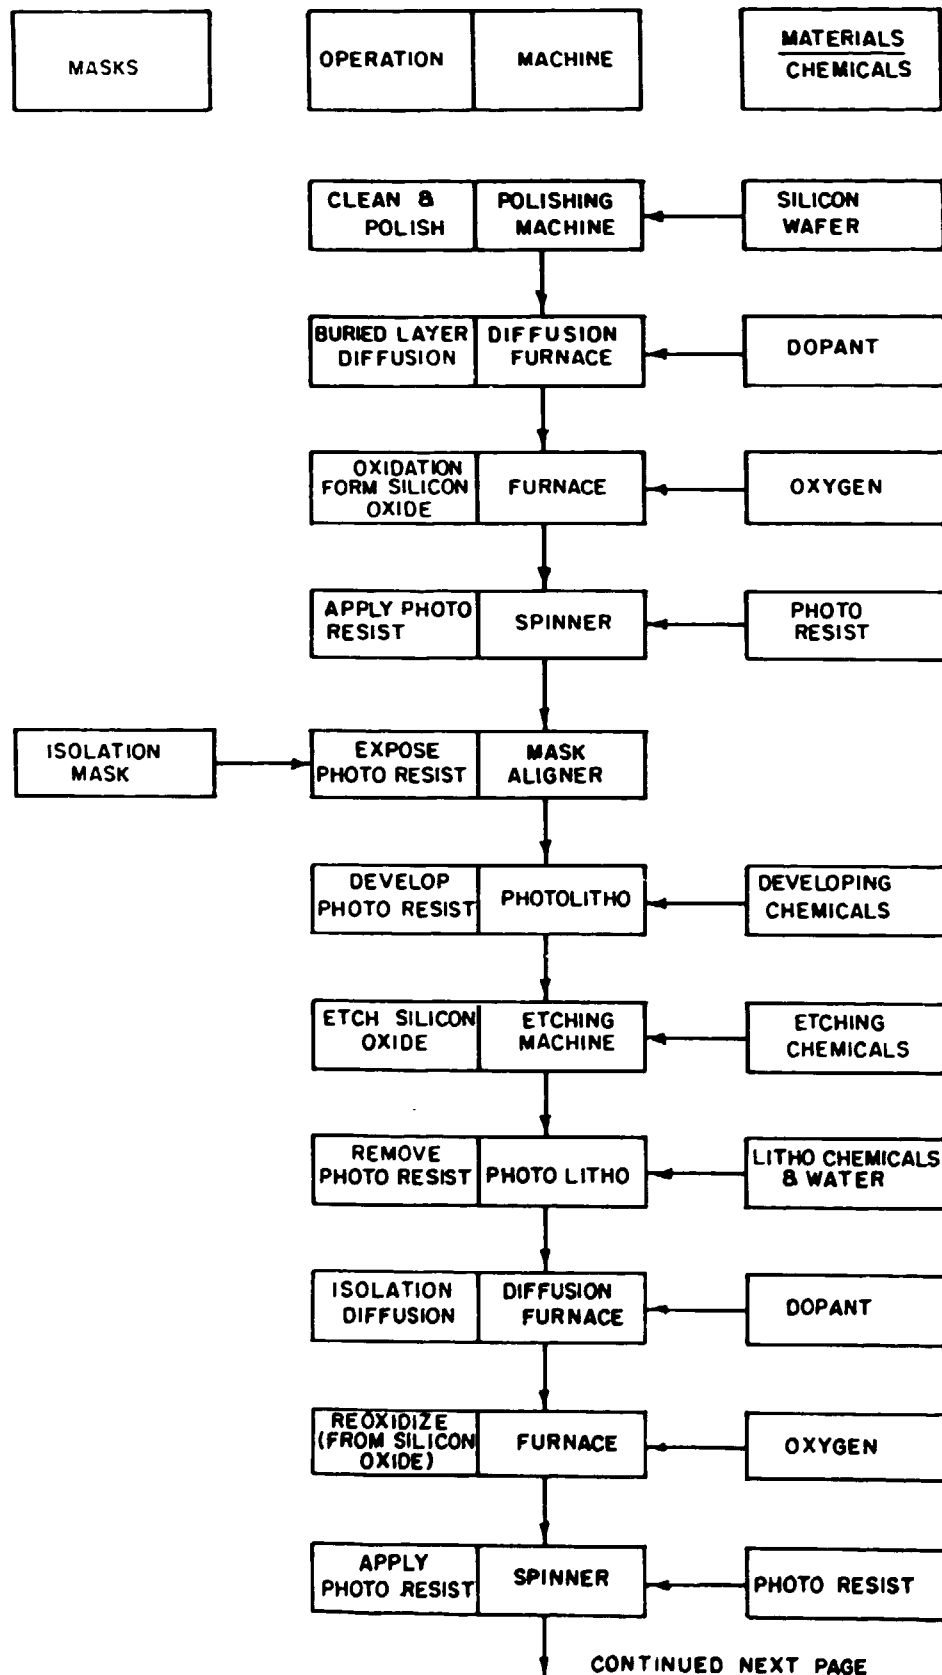 MASKS
OPERATION
MACHINE
MATERIALS
CHEMICALS
CLEAN &
POLISH
POLISHING
MACHINE
SILICON
WAFER
BURIED LAYER
DIFFUSION
DIFFUSION
FURNACE
DOPANT
OXIDATION
FORM SILICON
OXIDE
FURNACE
OXYGEN
APPLY PHOTO
RESIST
SPINNER
PHOTO
RESIST
ISOLATION
MASK
EXPOSE
PHOTO RESIST
MASK
ALIGNER
DEVELOP
PHOTO RESIST
PHOTOLITHO
DEVELOPING
CHEMICALS
ETCH SILICON
OXIDE
ETCHING
MACHINE
ETCHING
CHEMICALS
REMOVE
PHOTO RESIST
PHOTO LITHO
LITHO CHEMICALS
& WATER
ISOLATION
DIFFUSION
DIFFUSION
FURNACE
DOPANT
REOXIDIZE
(FROM SILICON
OXIDE)
FURNACE
OXYGEN
APPLY
PHOTO RESIST
SPINNER
PHOTO RESIST
CONTINUED NEXT PAGE